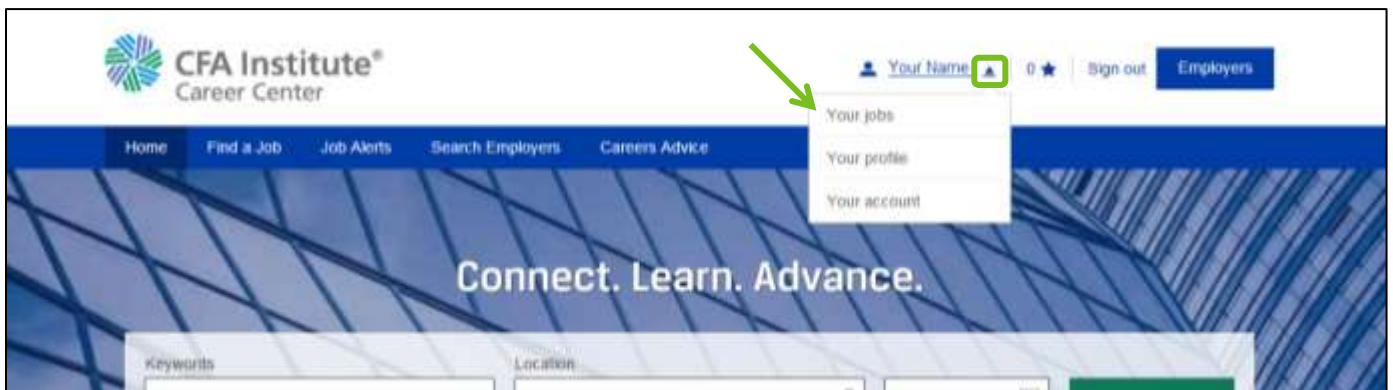 CFA Institute®
Career Center
Your Name 0 Sign out Employers
Your jobs
Your profile
Your account
Home Find a Job Job Alerts Search Employers Careers Advice
Connect. Learn. Advance.
Keywords Location